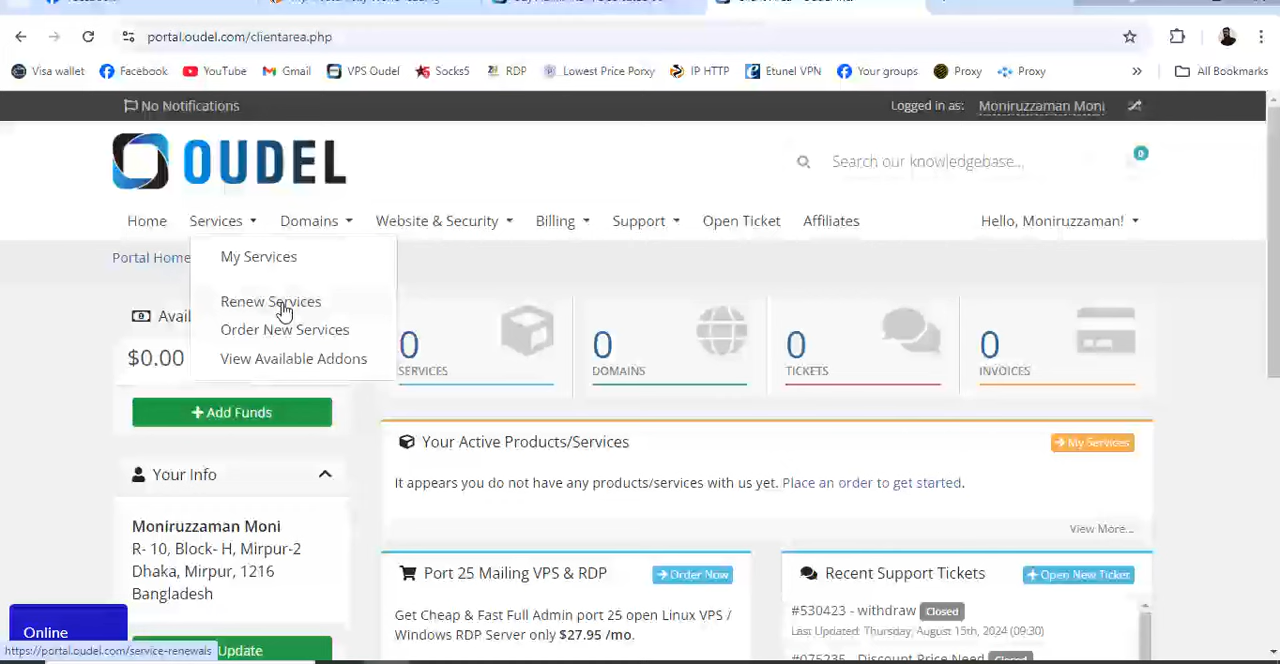 portal.oudel.com/clientarea.php
Visa wallet Facebook YouTube Gmail VPS Oudel Socks5 RDP Lowest Price Porxy IP HTTP Etunel VPN Your groups Proxy Proxy » All Bookmarks
No Notifications Logged in as: Moniruzzaman Moni
OUDEL
Search our knowledgebase...
0
Home Services Domains Website & Security Billing Support Open Ticket Affiliates Hello, Moniruzzaman!
Portal Home
My Services
Renew Services
Order New Services
View Available Addons
Avai
$0.00
+ Add Funds
0 SERVICES
0 DOMAINS
0 TICKETS
0 INVOICES
Your Active Products/Services My Services
It appears you do not have any products/services with us yet. Place an order to get started.
View More...
Your Info
Moniruzzaman Moni
R- 10, Block- H, Mirpur-2
Dhaka, Mirpur, 1216
Bangladesh
Update
Port 25 Mailing VPS & RDP Order Now
Get Cheap & Fast Full Admin port 25 open Linux VPS /
Windows RDP Server only $27.95 /mo.
Recent Support Tickets + Open New Ticket
#530423 - withdraw Closed
Last Updated: Thursday, August 15th, 2024 (09:30)
#075235 - Discount Price Need Closed
Online
https://portal.oudel.com/service-renewals